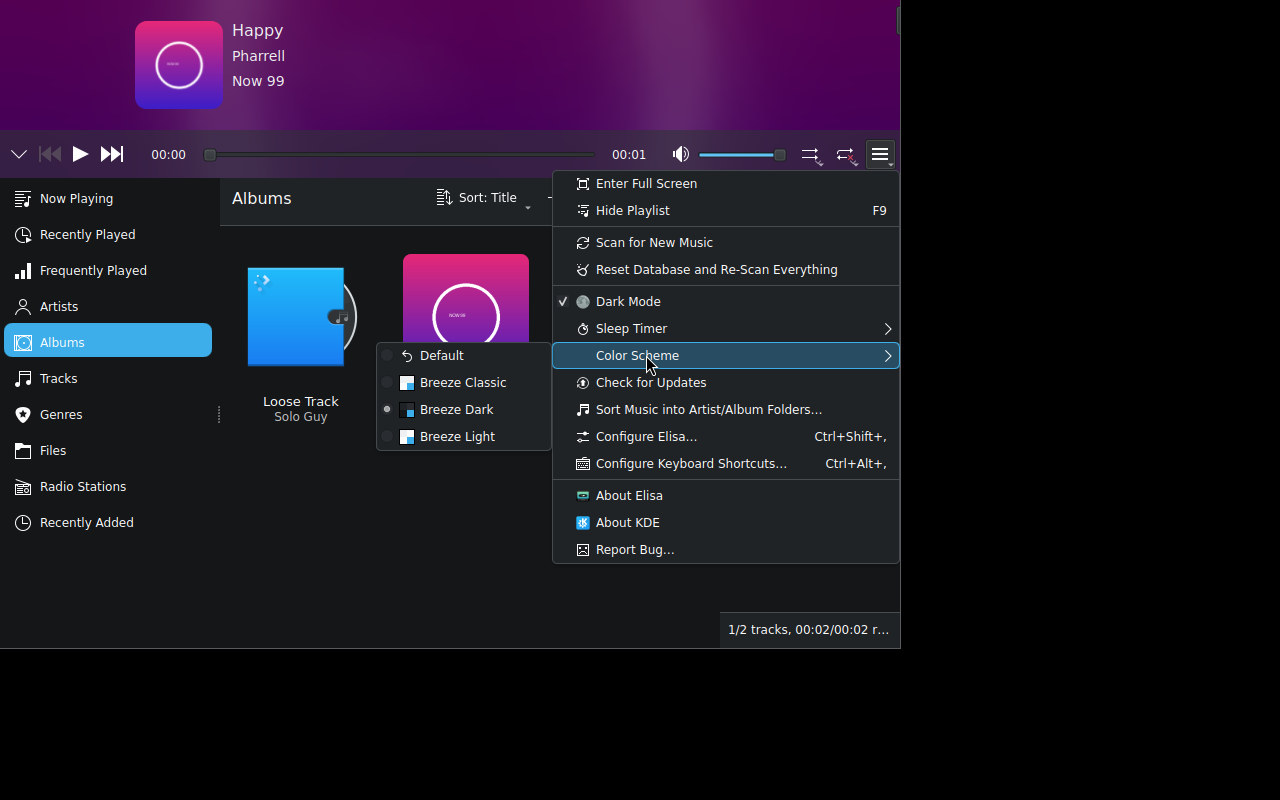 Happy
Pharrell
Now 99
00:00
00:01
Now Playing
Recently Played
Frequently Played
Artists
Albums
Tracks
Genres
Files
Radio Stations
Recently Added
Albums
Sort: Title
NOW 99
Loose Track
Solo Guy
Default
Breeze Classic
Breeze Dark
Breeze Light
Enter Full Screen
Hide Playlist F9
Scan for New Music
Reset Database and Re-Scan Everything
Dark Mode
Sleep Timer
Color Scheme
Check for Updates
Sort Music into Artist/Album Folders...
Configure Elisa... Ctrl+Shift+,
Configure Keyboard Shortcuts... Ctrl+Alt+,
About Elisa
About KDE
Report Bug...
1/2 tracks, 00:02/00:02 r...